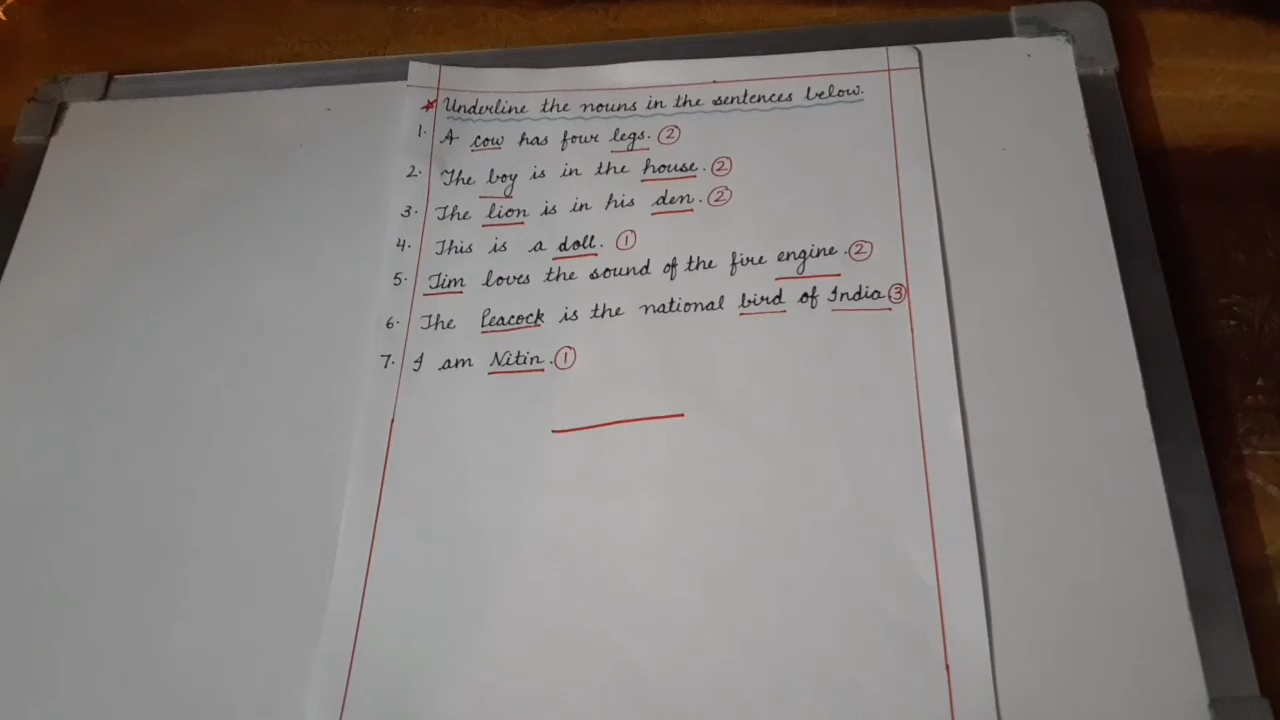 * Underline the nouns in the sentences below.
1. A cow has four legs. ②
2. The boy is in the house. ②
3. The lion is in his den. ②
4. This is a doll. ①
5. Tim loves the sound of the fire engine. ②
6. The Peacock is the national bird of India ③
7. I am Nitin. ①